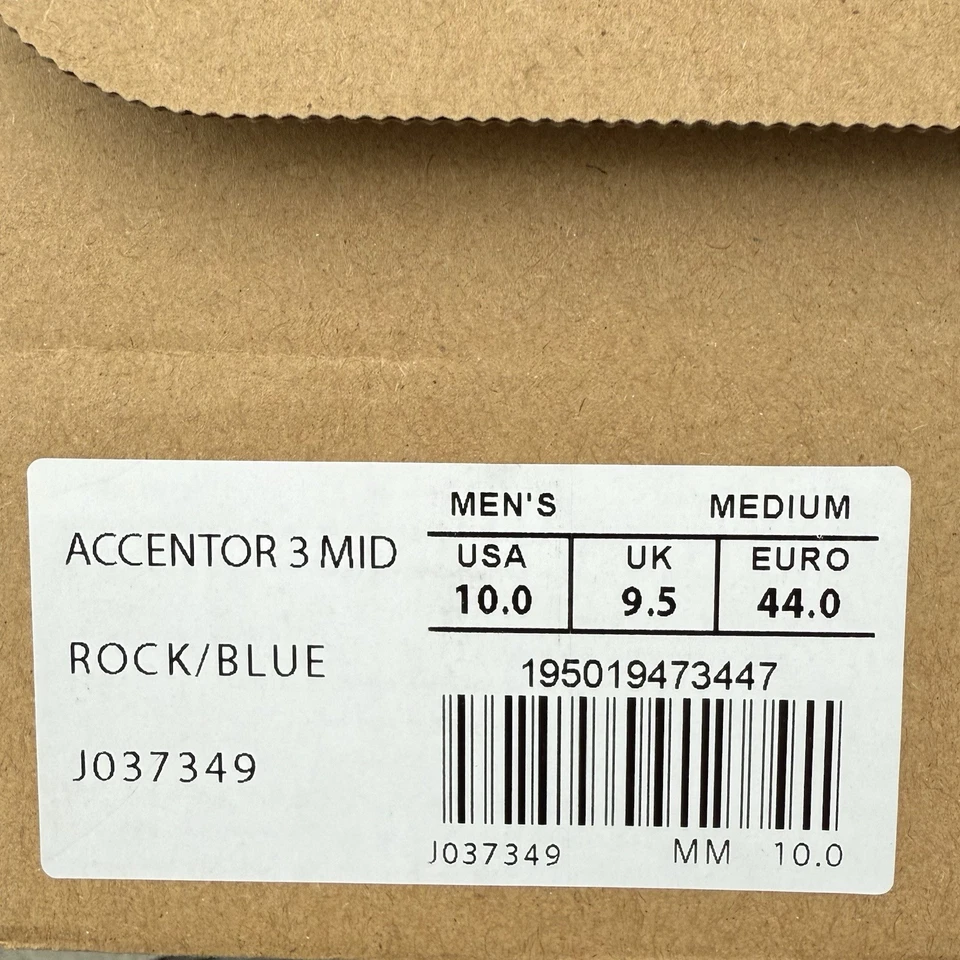 MEN'S MEDIUM
ACCENTOR 3 MID
USA UK EURO
10.0 9.5 44.0
ROCK/BLUE
195019473447
J037349
J037349 MM 10.0